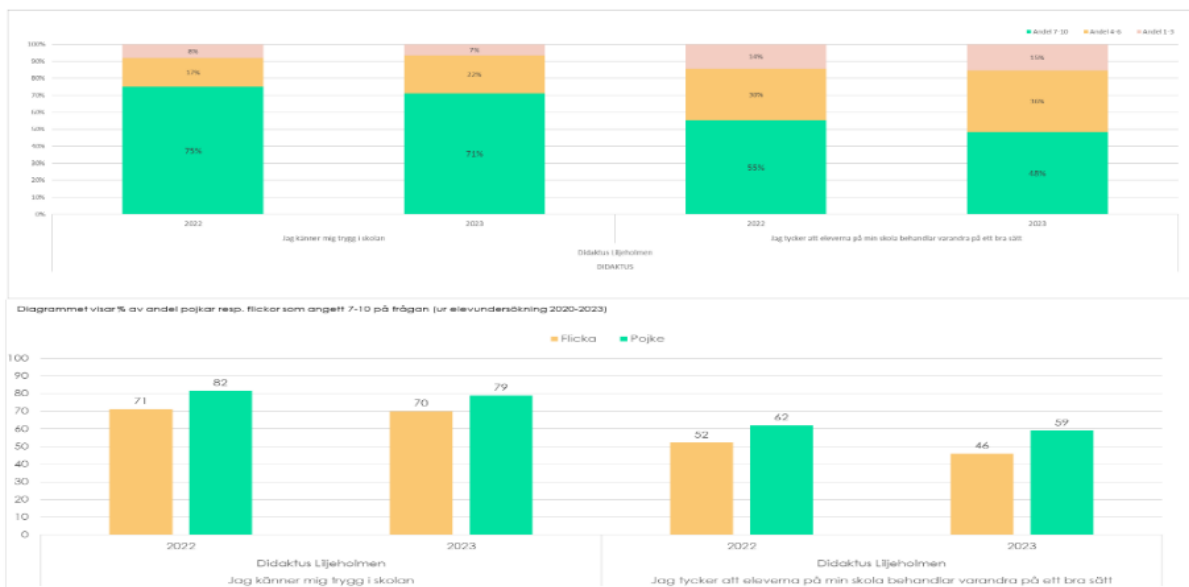 Andel 7-10 Andel 4-6 Andel 1-3
100%
90%
80%
70%
60%
50%
40%
30%
20%
10%
0%
8% 7% 14% 15%
17% 22% 30% 36%
75% 71% 55% 48%
2022 2023 2022 2023
Jag känner mig trygg i skolan Jag tycker att eleverna på min skola behandlar varandra på ett bra sätt
Didaktus Liljeholmen
DIDAKTUS
Diagrammet visar % av andel pojkar resp. flickor som angett 7-10 på frågan (ur elevundersökning 2020-2023)
Flicka Pojke
100
90
80
70
60
50
40
30
20
10
0
71 82 70 79 52 62 46 59
2022 2023 2022 2023
Didaktus Liljeholmen Didaktus Liljeholmen
Jag känner mig trygg i skolan Jag tycker att eleverna på min skola behandlar varandra på ett bra sätt